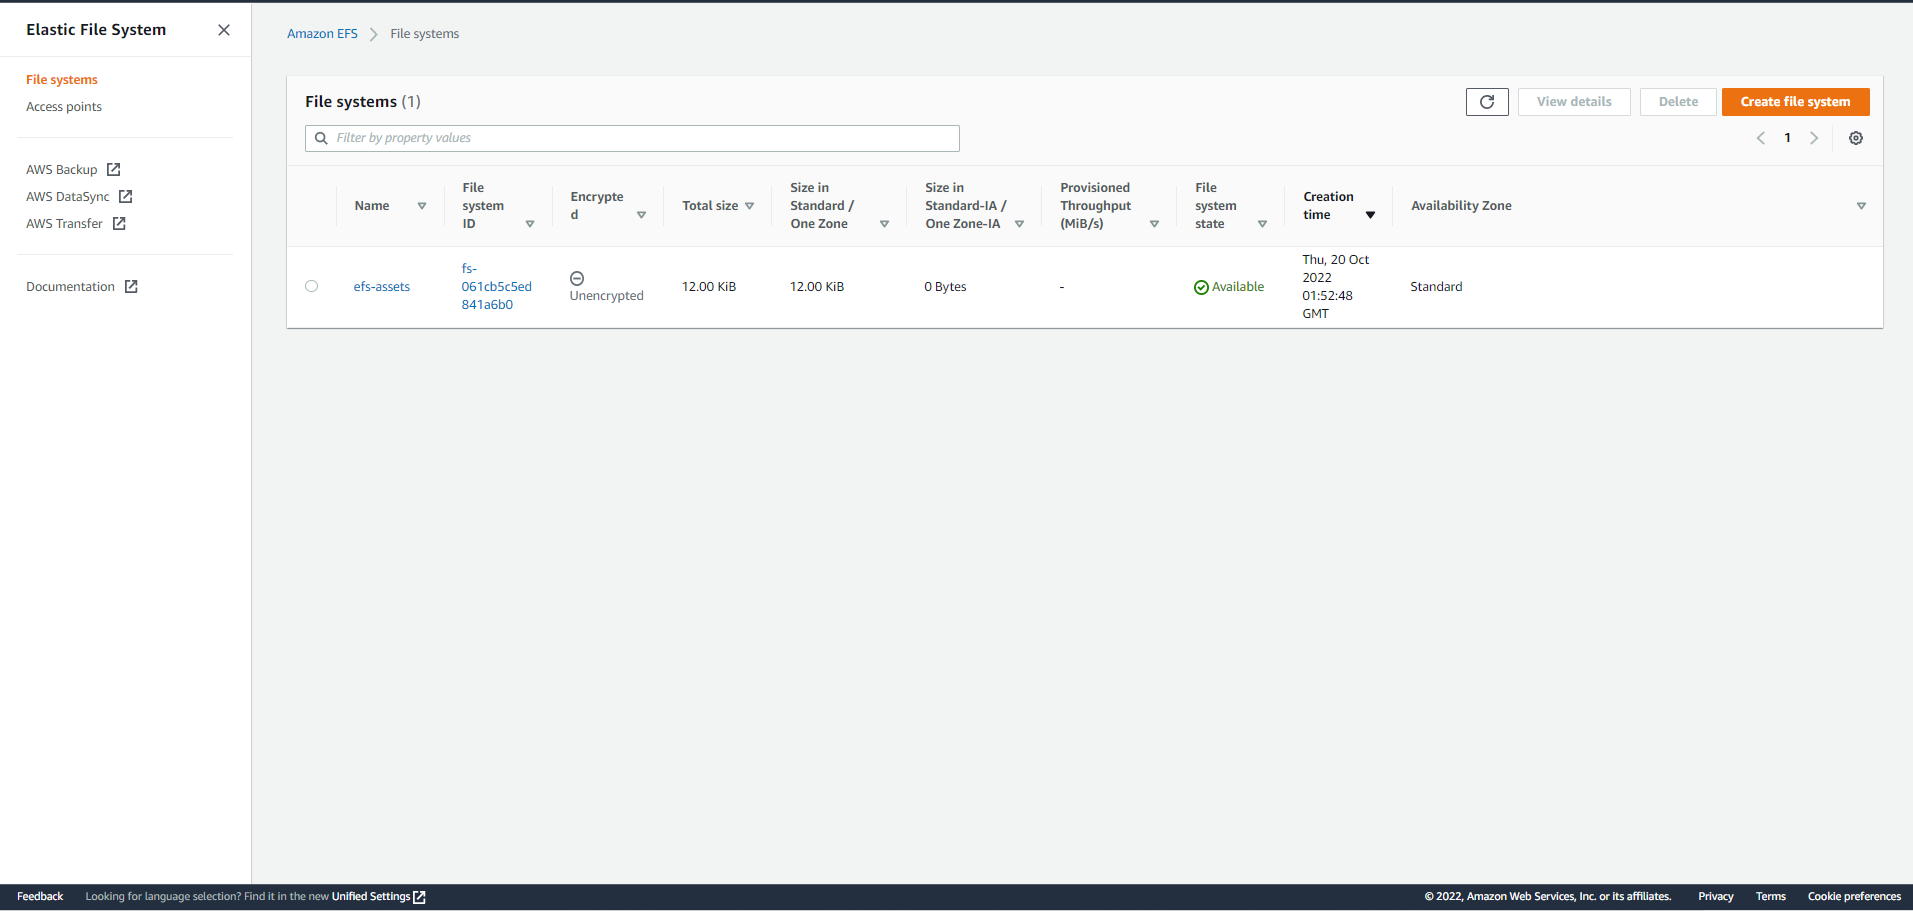 Elastic File System
File systems
Access points
AWS Backup
AWS DataSync
AWS Transfer
Documentation
Amazon EFS
File systems
File systems (1)
View details
Delete
Create file system
Filter by property values
1
Name
File
system
ID
Encrypte
d
Total size
Size in
Standard /
One Zone
Size in
Standard-IA /
One Zone-IA
Provisioned
Throughput
(MiB/s)
File
system
state
Creation
time
Availability Zone
efs-assets
fs-
061cb5c5ed
841a6b0
Unencrypted
12.00 KiB
12.00 KiB
0 Bytes
-
Available
Thu, 20 Oct
2022
01:52:48
GMT
Standard
Feedback
Looking for language selection? Find it in the new Unified Settings
© 2022, Amazon Web Services, Inc. or its affiliates.
Privacy
Terms
Cookie preferences